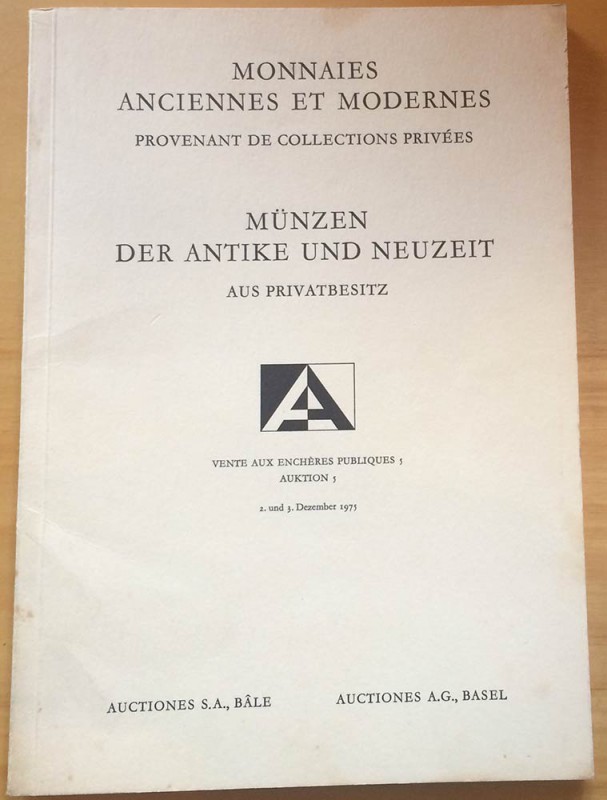 MONNAIES
ANCIENNES ET MODERNES
PROVENANT DE COLLECTIONS PRIVÉES
MÜNZEN
DER ANTIKE UND NEUZEIT
AUS PRIVATBESITZ
A
VENTE AUX ENCHÈRES PUBLIQUES 5
AUKTION 5
2. und 3. Dezember 1975
AUCTIONES S.A., BÂLE AUCTIONES A.G., BASEL